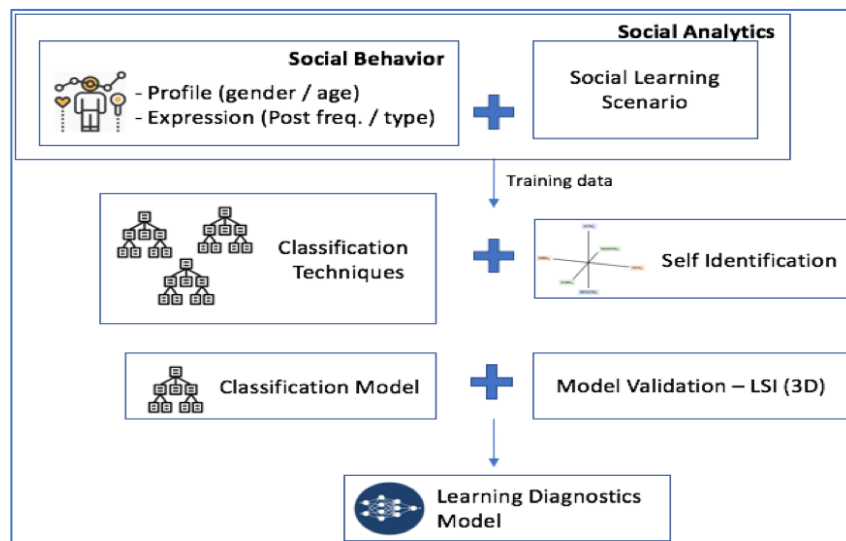 Social Analytics
Social Behavior
- Profile (gender / age)
- Expression (Post freq. / type)
Social Learning
Scenario
Training data
Classification
Techniques
Self Identification
Classification Model
Model Validation – LSI (3D)
Learning Diagnostics
Model